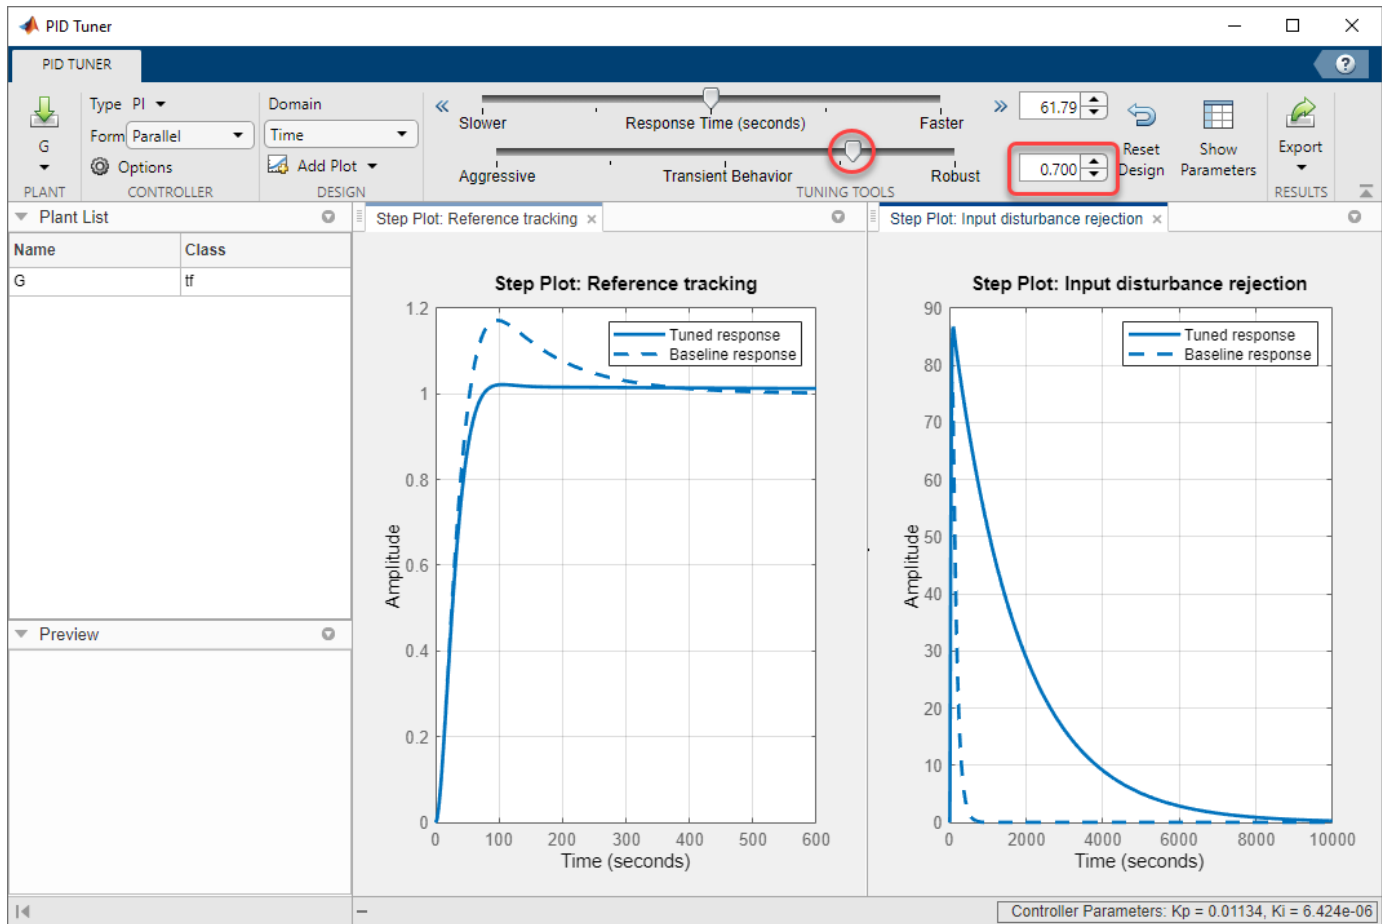 PID Tuner
PID TUNER
?
Type PI
Domain
61.79
Slower Response Time (seconds) Faster
Form Parallel
Time
G
Reset Design
Show Parameters
Export
Options
Add Plot
0.700
Aggressive Transient Behavior Robust
PLANT CONTROLLER DESIGN TUNING TOOLS RESULTS
Plant List
Name Class
G tf
Preview
Step Plot: Reference tracking ×
Step Plot: Reference tracking
Tuned response
Baseline response
1.2
1
0.8
0.6
0.4
0.2
0
Amplitude
0 100 200 300 400 500 600
Time (seconds)
Step Plot: Input disturbance rejection ×
Step Plot: Input disturbance rejection
Tuned response
Baseline response
90
80
70
60
50
40
30
20
10
0
Amplitude
0 2000 4000 6000 8000 10000
Time (seconds)
Controller Parameters: Kp = 0.01134, Ki = 6.424e-06